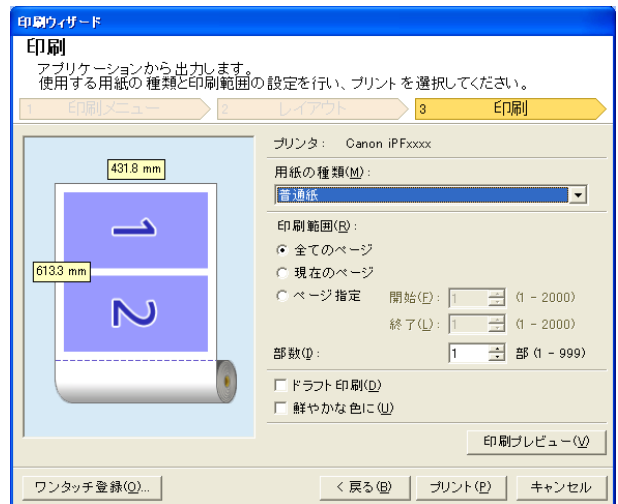 印刷ウィザード
印刷
アプリケーションから出力します。
使用する用紙の種類と印刷範囲の設定を行い、プリントを選択してください。
1 印刷メニュー 2 レイアウト 3 印刷
プリンタ： Canon iPFxxxx
431.8 mm
用紙の種類(M)：
普通紙
1
印刷範囲(R)：
全てのページ
613.3 mm
現在のページ
ページ指定 開始(F)： 1 (1 - 2000)
2
終了(L)： 1 (1 - 2000)
部数(I)： 1 部 (1 - 999)
ドラフト印刷(D)
鮮やかな色に(U)
印刷プレビュー(V)
ワンタッチ登録(O)... < 戻る(B) プリント(P) キャンセル